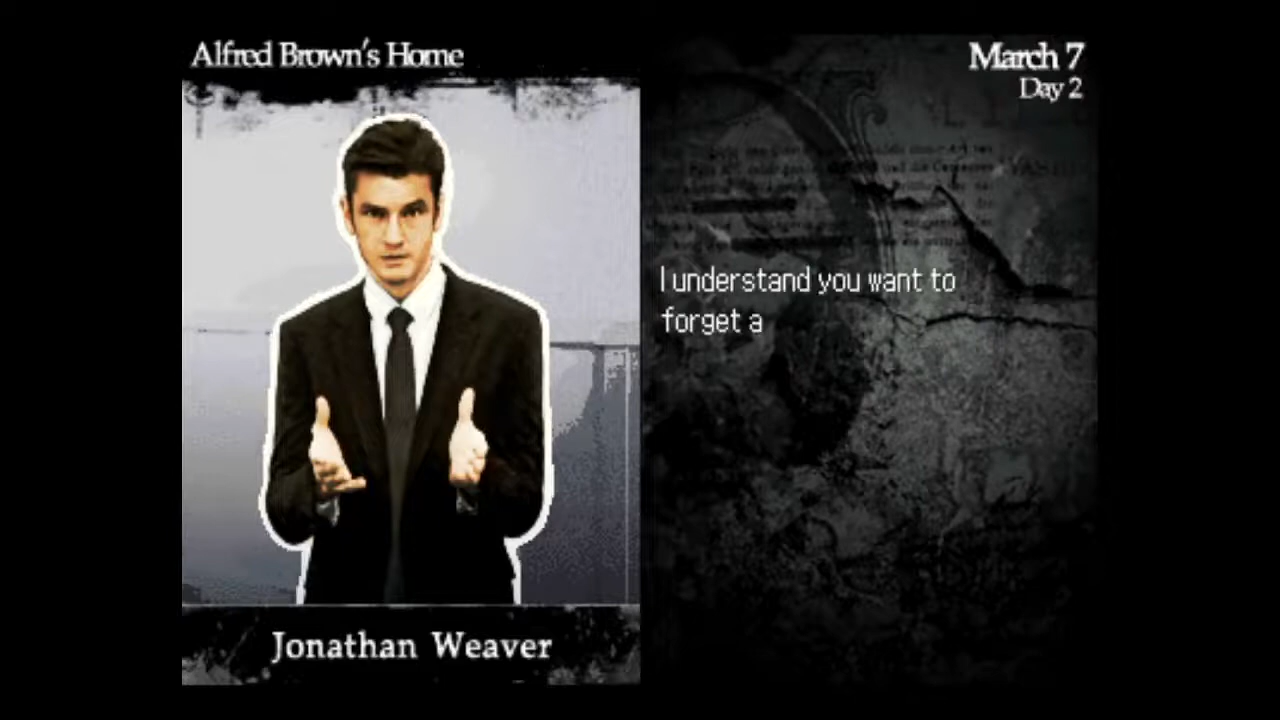 Alfred Brown's Home
March 7
Day 2
I understand you want to
forget a
Jonathan Weaver